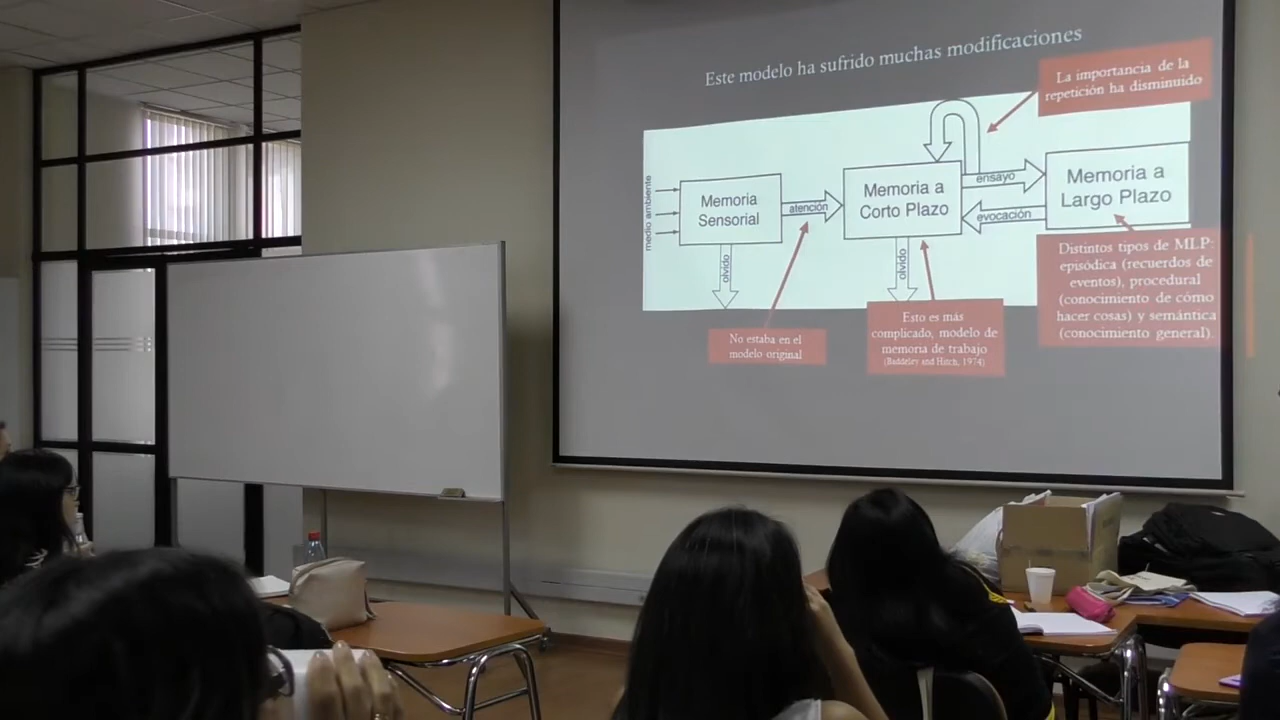 Este modelo ha sufrido muchas modificaciones
La importancia de la
repetición ha disminuido
medio ambiente
Memoria
Sensorial
atención
olvido
Memoria a
Corto Plazo
olvido
ensayo
evocación
Memoria a
Largo Plazo
No estaba en el
modelo original
Esto es más
complicado, modelo de
memoria de trabajo
(Baddeley and Hitch, 1974)
Distintos tipos de MLP:
episódica (recuerdos de
eventos), procedural
(conocimiento de cómo
hacer cosas) y semántica
(conocimiento general).